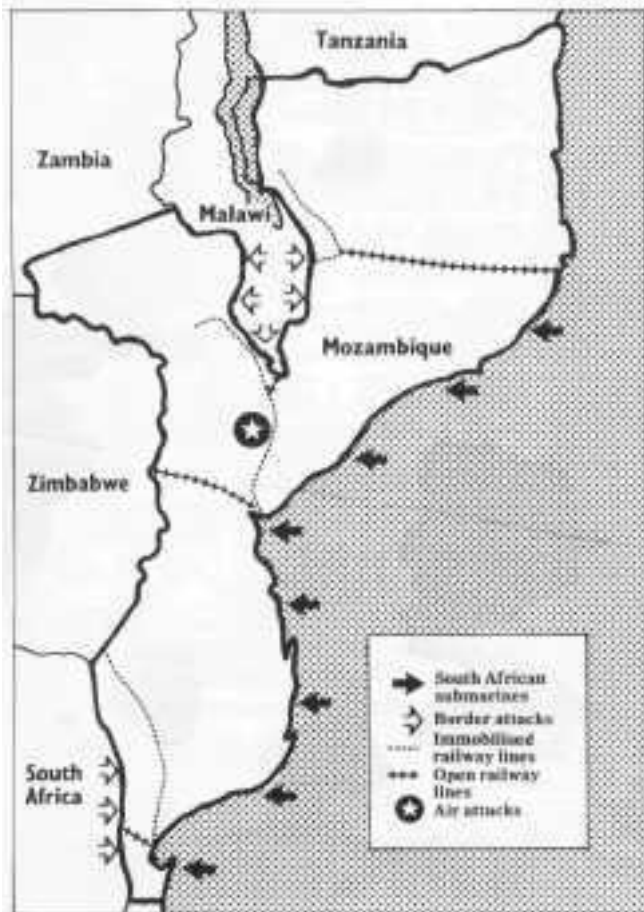 Tanzania
Zambia
Malawi
Mozambique
Zimbabwe
South African
submarines
Border attacks
Immobilised
railway lines
Open railway
lines
Air attacks
South
Africa